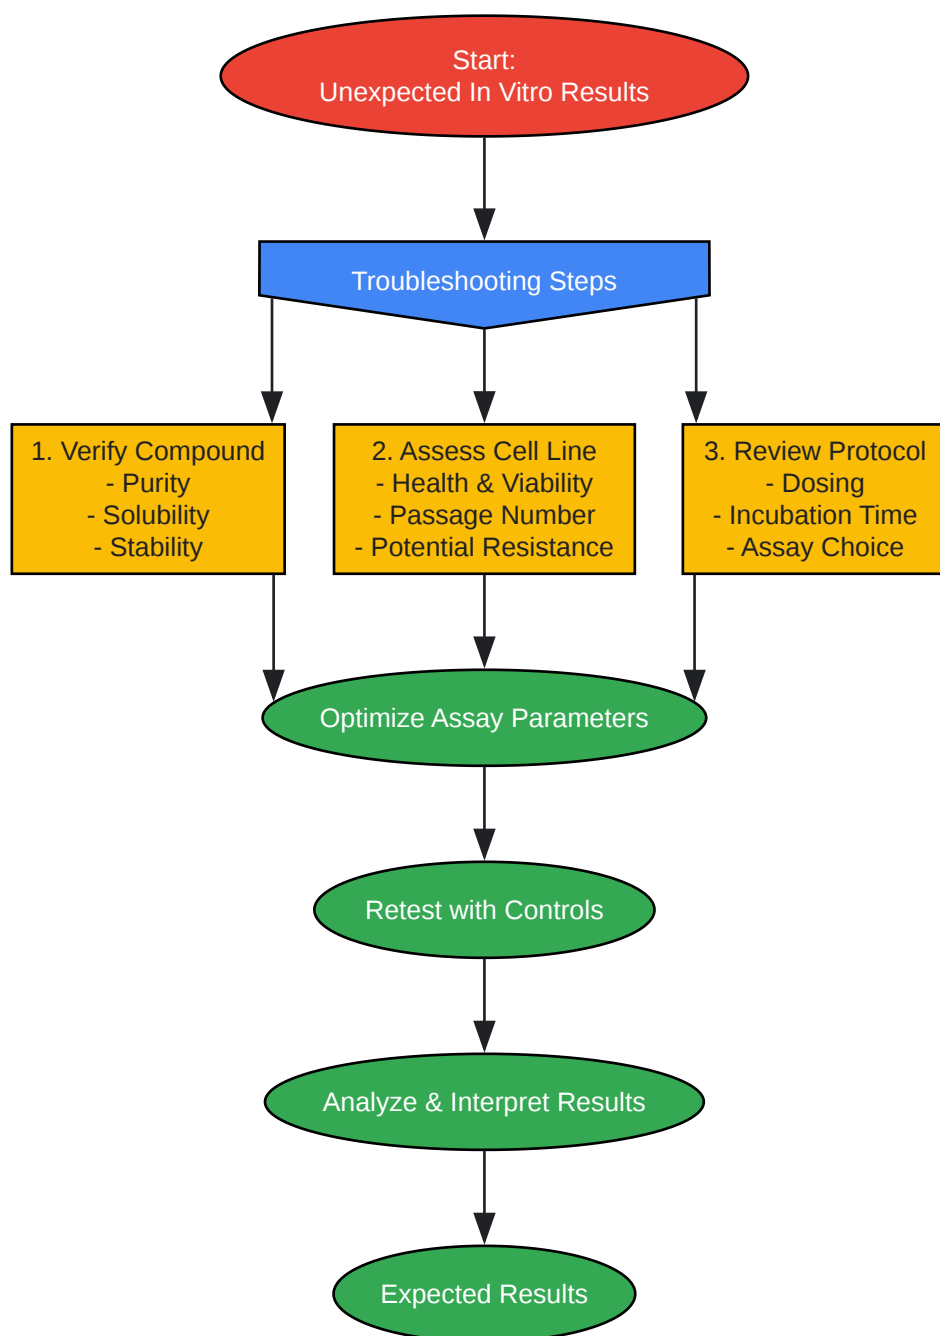 Start:
Unexpected In Vitro Results
Troubleshooting Steps
1. Verify Compound
- Purity
- Solubility
- Stability
2. Assess Cell Line
- Health & Viability
- Passage Number
- Potential Resistance
3. Review Protocol
- Dosing
- Incubation Time
- Assay Choice
Optimize Assay Parameters
Retest with Controls
Analyze & Interpret Results
Expected Results